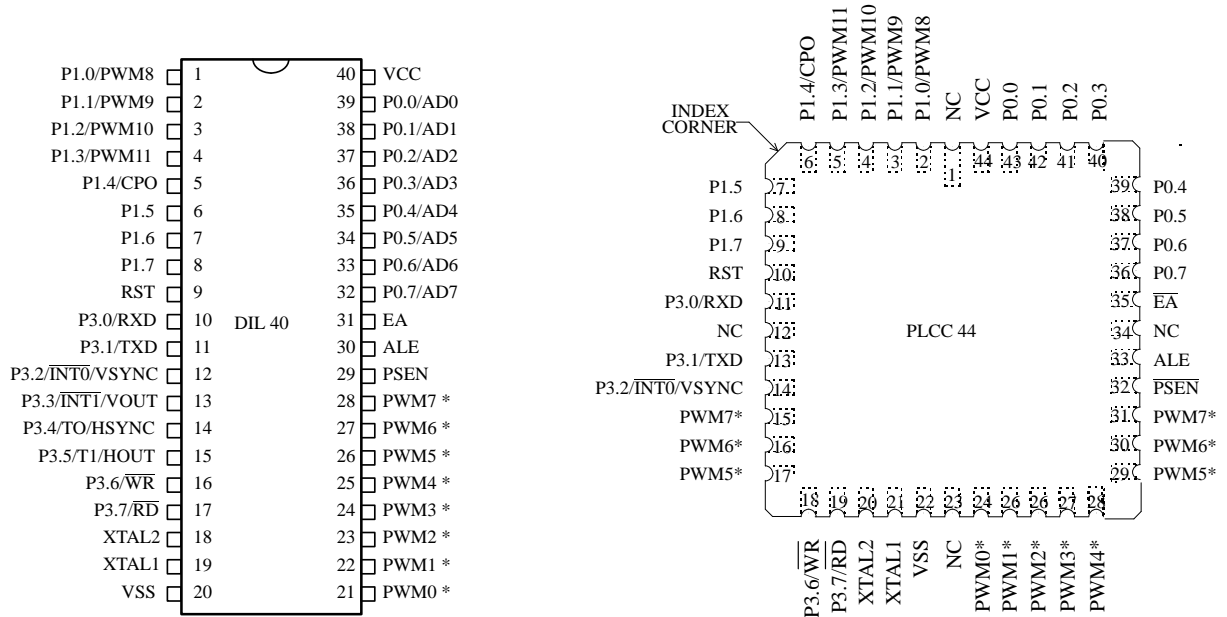 P1.0/PWM8 1 40 VCC
P1.1/PWM9 2 39 P0.0/AD0
P1.2/PWM10 3 38 P0.1/AD1
P1.3/PWM11 4 37 P0.2/AD2
P1.4/CPO 5 36 P0.3/AD3
P1.5 6 35 P0.4/AD4
P1.6 7 34 P0.5/AD5
P1.7 8 33 P0.6/AD6
RST 9 32 P0.7/AD7
P3.0/RXD 10 DIL 40 31 EA
P3.1/TXD 11 30 ALE
P3.2/INT0/VSYNC 12 29 PSEN
P3.3/INT1/VOUT 13 28 PWM7 *
P3.4/TO/HSYNC 14 27 PWM6 *
P3.5/T1/HOUT 15 26 PWM5 *
P3.6/WR 16 25 PWM4 *
P3.7/RD 17 24 PWM3 *
XTAL2 18 23 PWM2 *
XTAL1 19 22 PWM1 *
VSS 20 21 PWM0 *
P1.4/CPO P1.3/PWM11 P1.2/PWM10 P1.1/PWM9 P1.0/PWM8 NC VCC P0.0 P0.1 P0.2 P0.3
INDEX
CORNER
6 5 4 3 2 1 44 43 42 41 40
P1.5 7 39 P0.4
P1.6 8 38 P0.5
P1.7 9 37 P0.6
RST 10 36 P0.7
P3.0/RXD 11 35 EA
NC 12 PLCC 44 34 NC
P3.1/TXD 13 33 ALE
P3.2/INT0/VSYNC 14 32 PSEN
PWM7* 15 31 PWM7*
PWM6* 16 30 PWM6*
PWM5* 17 29 PWM5*
18 19 20 21 22 23 24 26 26 27 28
P3.6/WR P3.7/RD XTAL2 XTAL1 VSS NC PWM0* PWM1* PWM2* PWM3* PWM4*